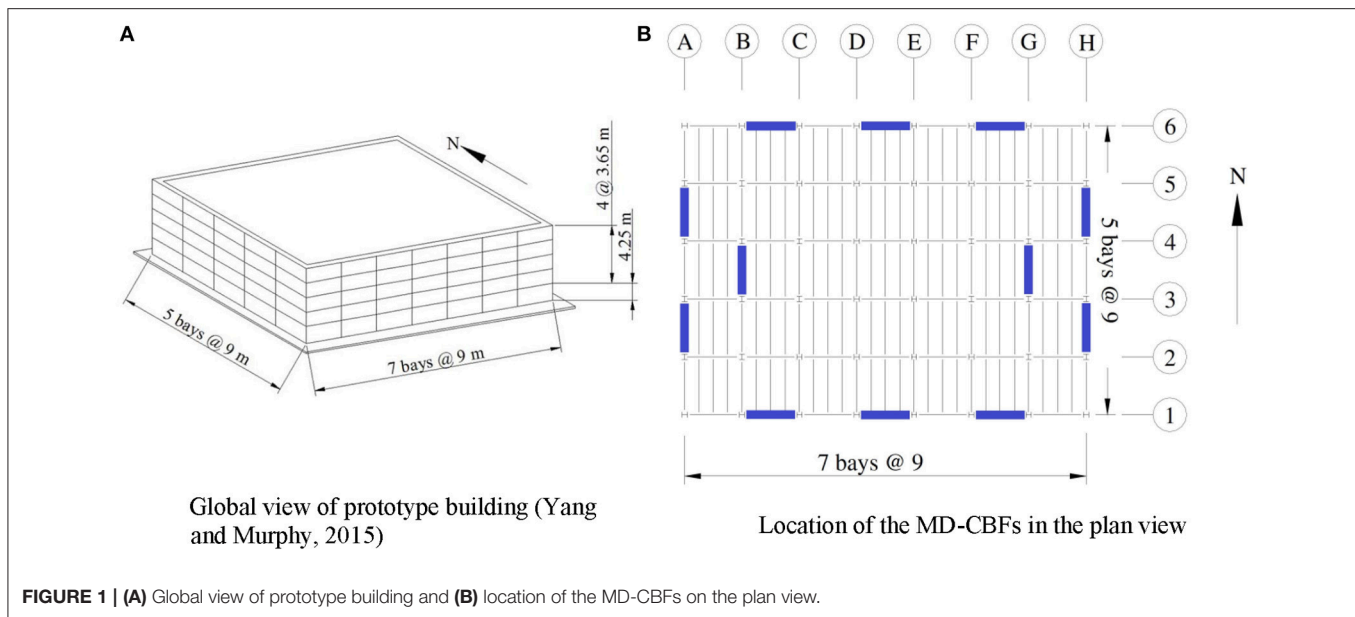 A
N
4 @ 3.65 m
4.25 m
5 bays @ 9 m
7 bays @ 9 m
Global view of prototype building (Yang
and Murphy, 2015)
B
A B C D E F G H
6
5
4
3
2
1
N
5 bays @ 9
7 bays @ 9
Location of the MD-CBFs in the plan view
FIGURE 1 | (A) Global view of prototype building and (B) location of the MD-CBFs on the plan view.